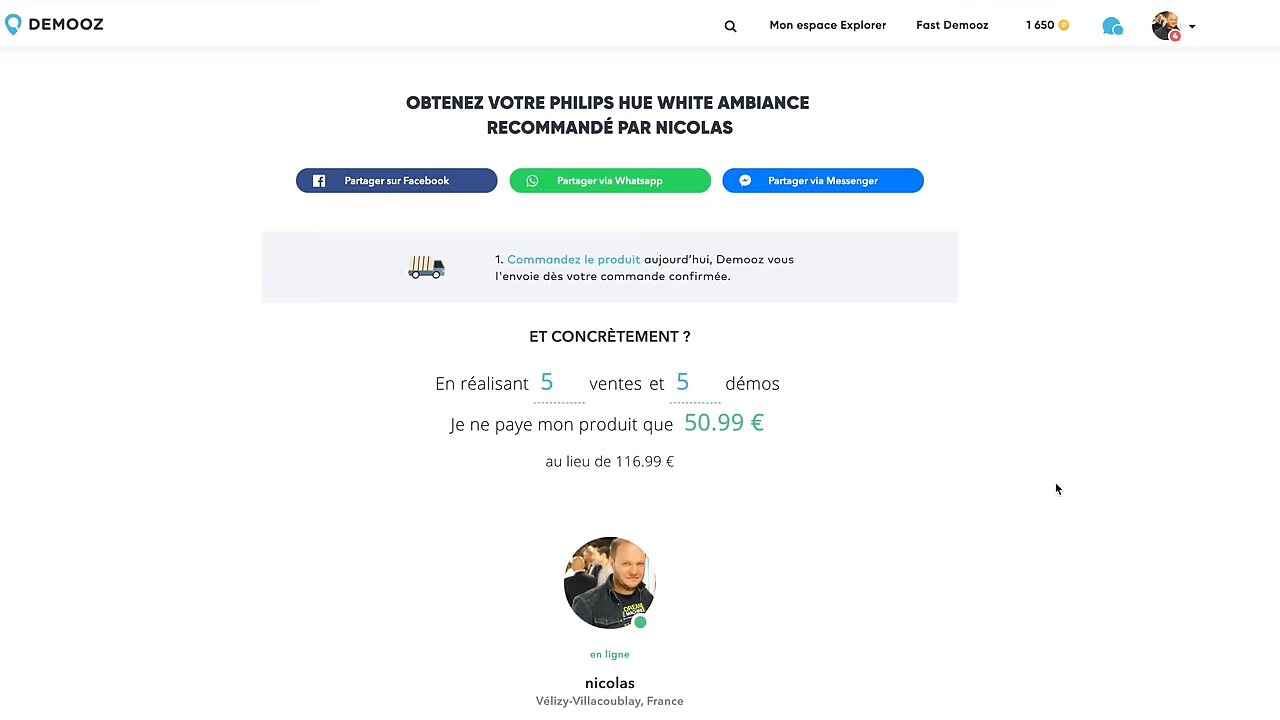 DEMOOZ
Mon espace Explorer
Fast Demooz
1 650
4
OBTENEZ VOTRE PHILIPS HUE WHITE AMBIANCE
RECOMMANDÉ PAR NICOLAS
Partager sur Facebook
Partager via Whatsapp
Partager via Messenger
1. Commandez le produit aujourd'hui, Demooz vous
l'envoie dès votre commande confirmée.
ET CONCRÈTEMENT ?
En réalisant 5 ventes et 5 démos
Je ne paye mon produit que 50.99 €
au lieu de 116.99 €
en ligne
nicolas
Vélizy-Villacoublay, France